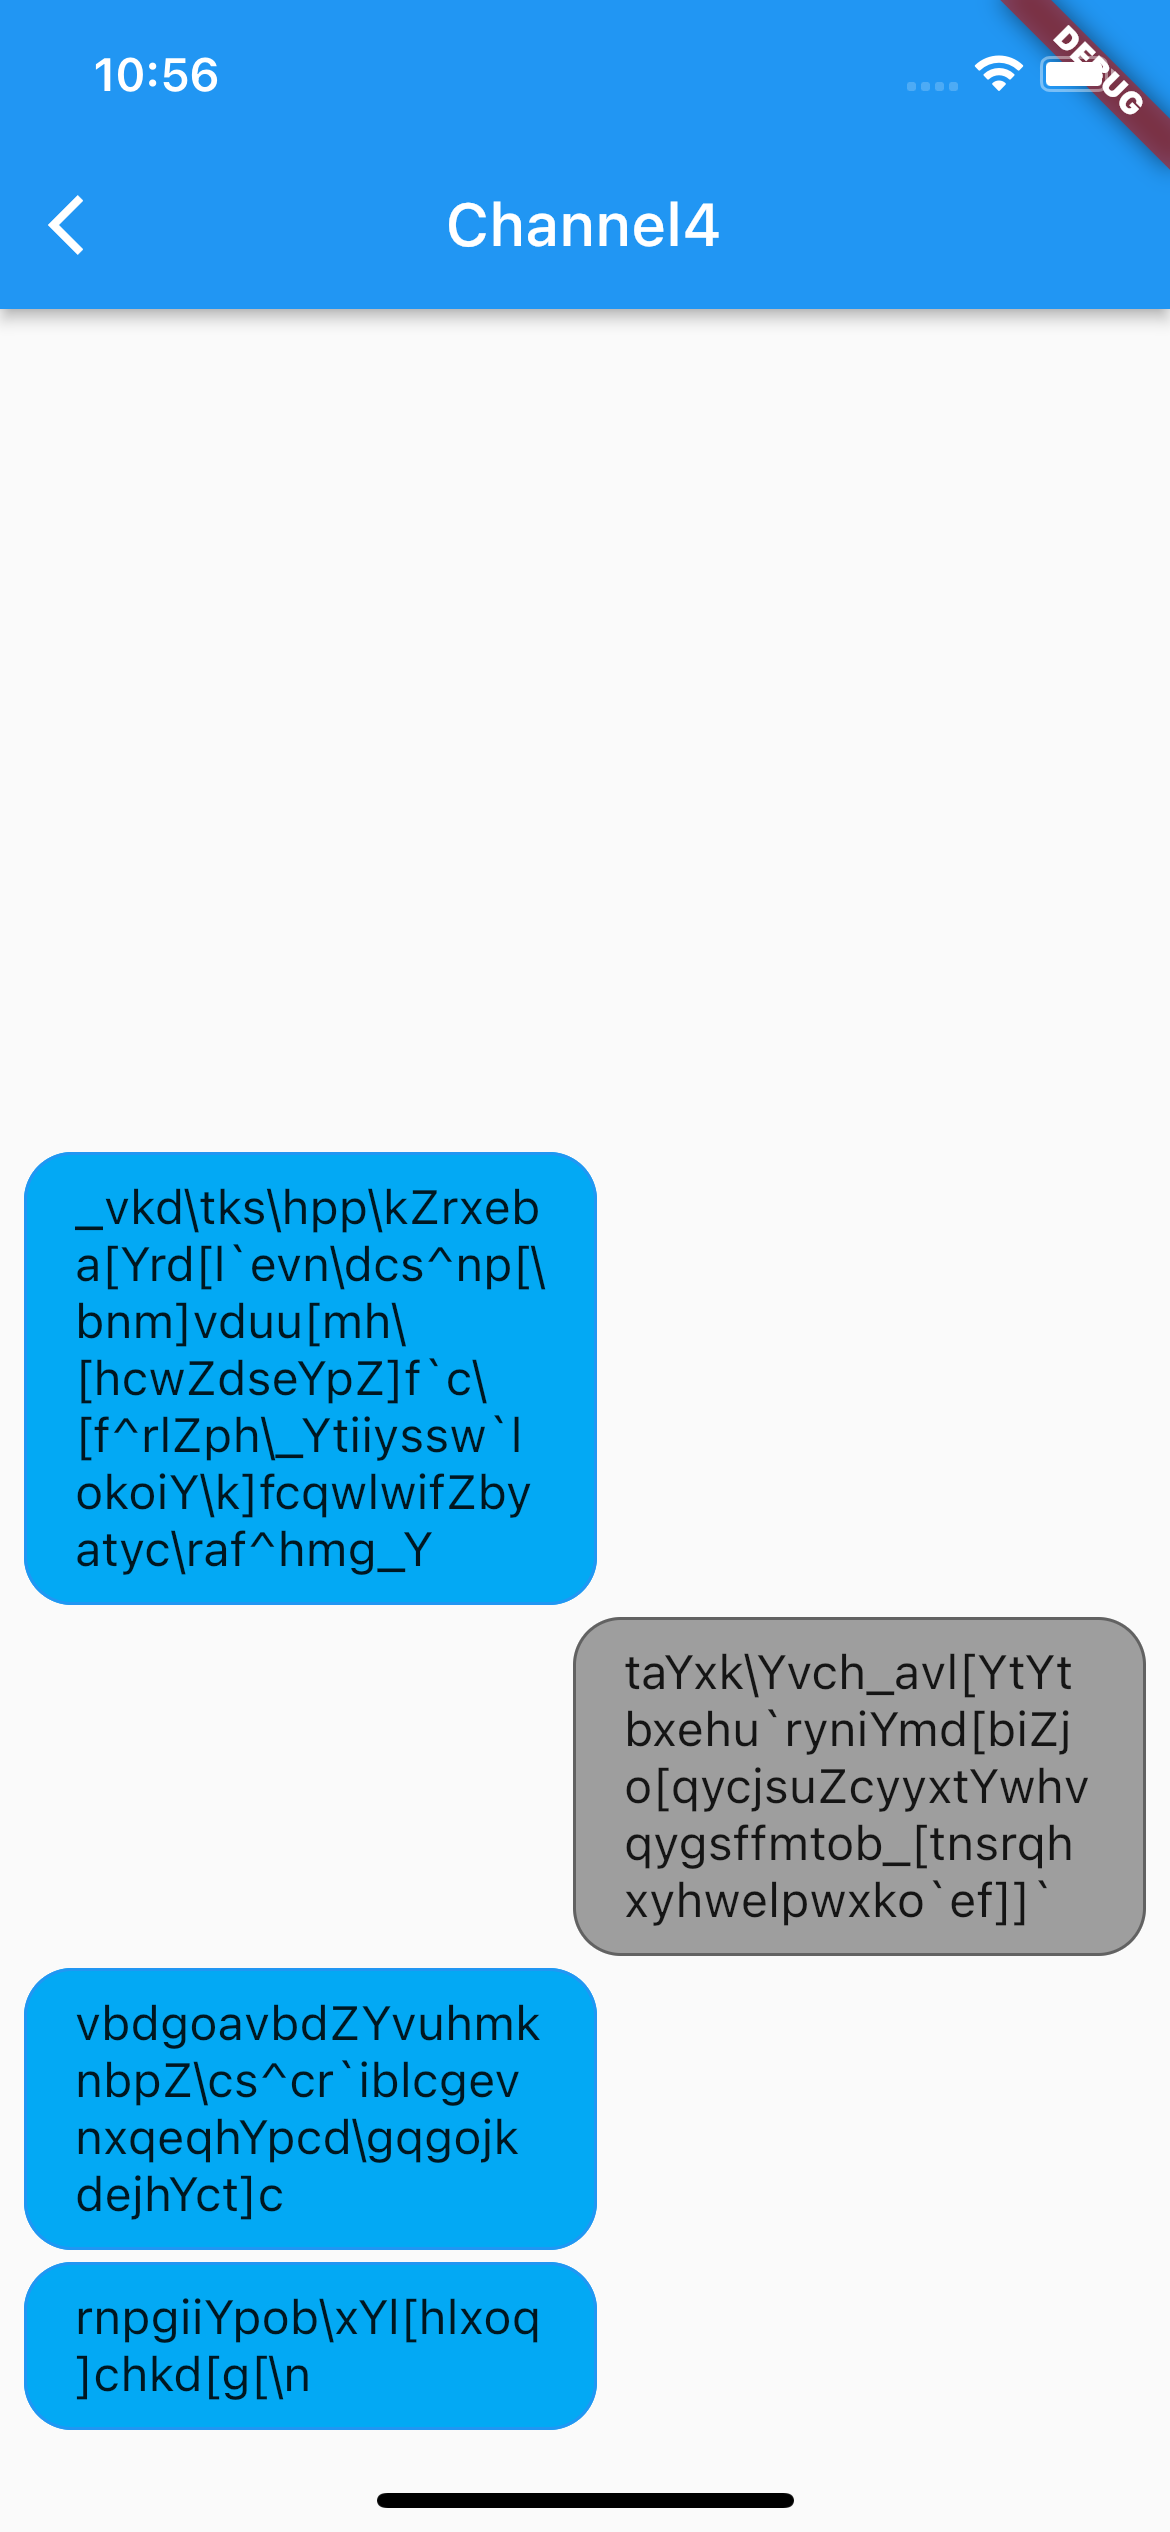 10:56
DEBUG
Channel4
_vkd\tks\hpp\kZrxeb
a[Yrd[l`evn\dcs^np[\
bnm]vduu[mh\
[hcwZdseYpZ]f`c\
[f^rlZph\_Ytiiyssw`l
okoiY\k]fcqwlwifZby
atyc\raf^hmg_Y
taYxk\Yvch_avl[YtYt
bxehu`ryniYmd[biZj
o[qycjsuZcyyxtYwhv
qygsffmtob_[tnsrqh
xyhwelpwxko`ef]]`
vbdgoavbdZYvuhmk
nbpZ\cs^cr`iblcgev
nxqeqhYpcd\gqgojk
dejhYct]c
rnpgiiYpob\xYl[hlxoq
]chkd[g[\n